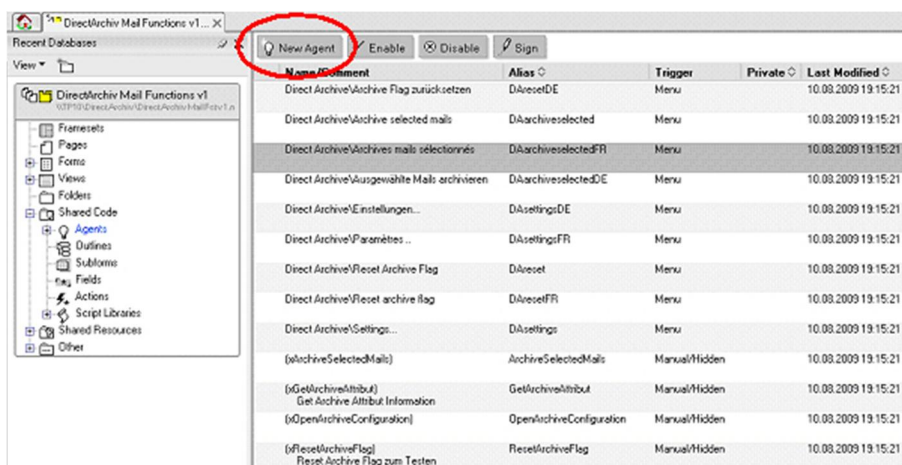 DirectArchiv Mail Functions v1...
Recent Databases
View
DirectArchiv Mail Functions v1
Framesets
Pages
Forms
Views
Folders
Shared Code
Agents
Outlines
Subforms
Fields
Actions
Script Libraries
Shared Resources
Other
New Agent Enable Disable Sign
Name/Comment Alias Trigger Private Last Modified
Direct Archive\Archive Flag zurücksetzen DAresetDE Menu 10.08.2009 19:15:21
Direct Archive\Archive selected mails DAarchiveselected Menu 10.08.2009 19:15:21
Direct Archive\Archives mails sélectionnés DAarchiveselectedFR Menu 10.08.2009 19:15:21
Direct Archive\Ausgewählte Mails archivieren DAarchiveselectedDE Menu 10.08.2009 19:15:21
Direct Archive\Einstellungen... DAsettingsDE Menu 10.08.2009 19:15:21
Direct Archive\Paramètres .. DAsettingsFR Menu 10.08.2009 19:15:21
Direct Archive\Reset Archive Flag DAreset Menu 10.08.2009 19:15:21
Direct Archive\Reset archive flag DAresetFR Menu 10.08.2009 19:15:21
Direct Archive\Settings... DAsettings Menu 10.08.2009 19:15:21
(xArchiveSelectedMails) ArchiveSelectedMails Manual/Hidden 10.08.2009 19:15:21
(xGetArchiveAttribut) GetArchiveAttribut Manual/Hidden 10.08.2009 19:15:21
Get Archive Attribut Information
(xOpenArchiveConfiguration) OpenArchiveConfiguration Manual/Hidden 10.08.2009 19:15:21
(xResetArchiveFlag) ResetArchiveFlag Manual/Hidden 10.08.2009 19:15:21
Reset Archive Flag zum Testen